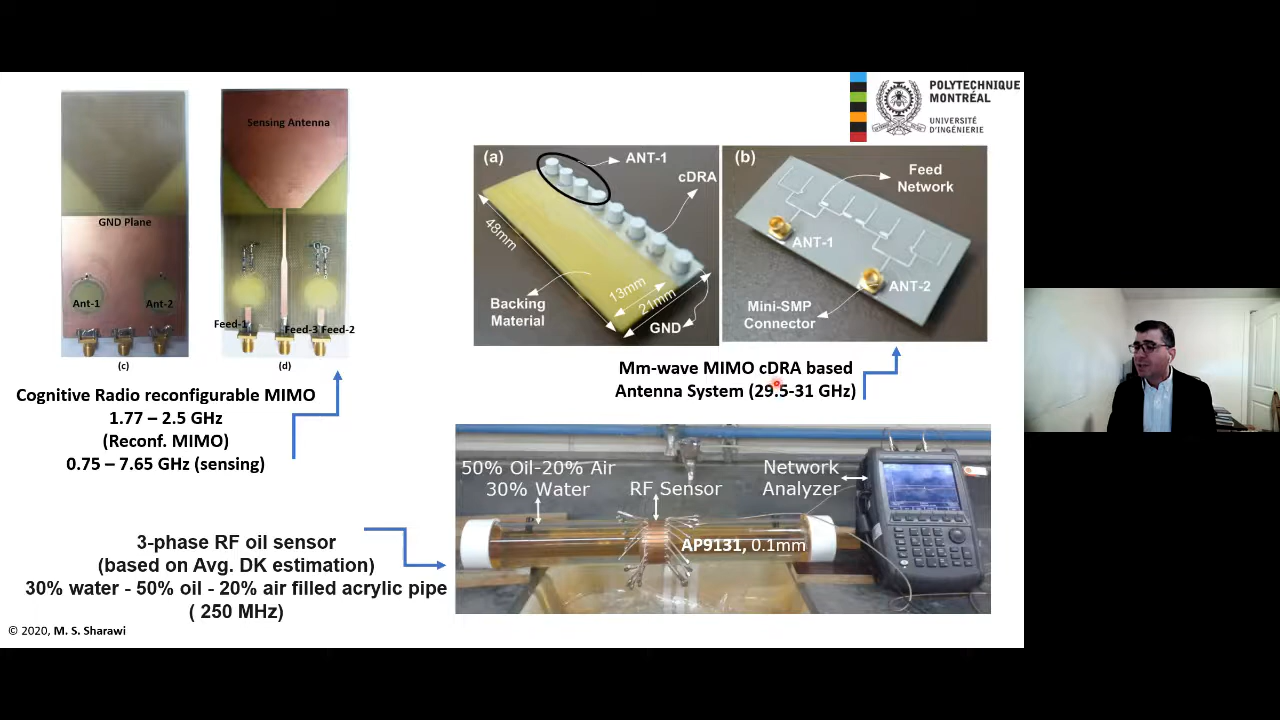 POLYTECHNIQUE
MONTRÉAL
UNIVERSITÉ
D'INGÉNIERIE
Sensing Antenna
GND Plane
Ant-1
Ant-2
Feed-1
Feed-3
Feed-2
(c)
(d)
Cognitive Radio reconfigurable MIMO
1.77 – 2.5 GHz
(Reconf. MIMO)
0.75 – 7.65 GHz (sensing)
(a)
ANT-1
cDRA
48mm
13mm
21mm
Backing
Material
GND
(b)
Feed
Network
ANT-1
ANT-2
Mini-SMP
Connector
Mm-wave MIMO cDRA based
Antenna System (29.5-31 GHz)
3-phase RF oil sensor
(based on Avg. DK estimation)
30% water - 50% oil - 20% air filled acrylic pipe
( 250 MHz)
50% Oil-20% Air
30% Water
RF Sensor
Network
Analyzer
AP9131, 0.1mm
© 2020, M. S. Sharawi